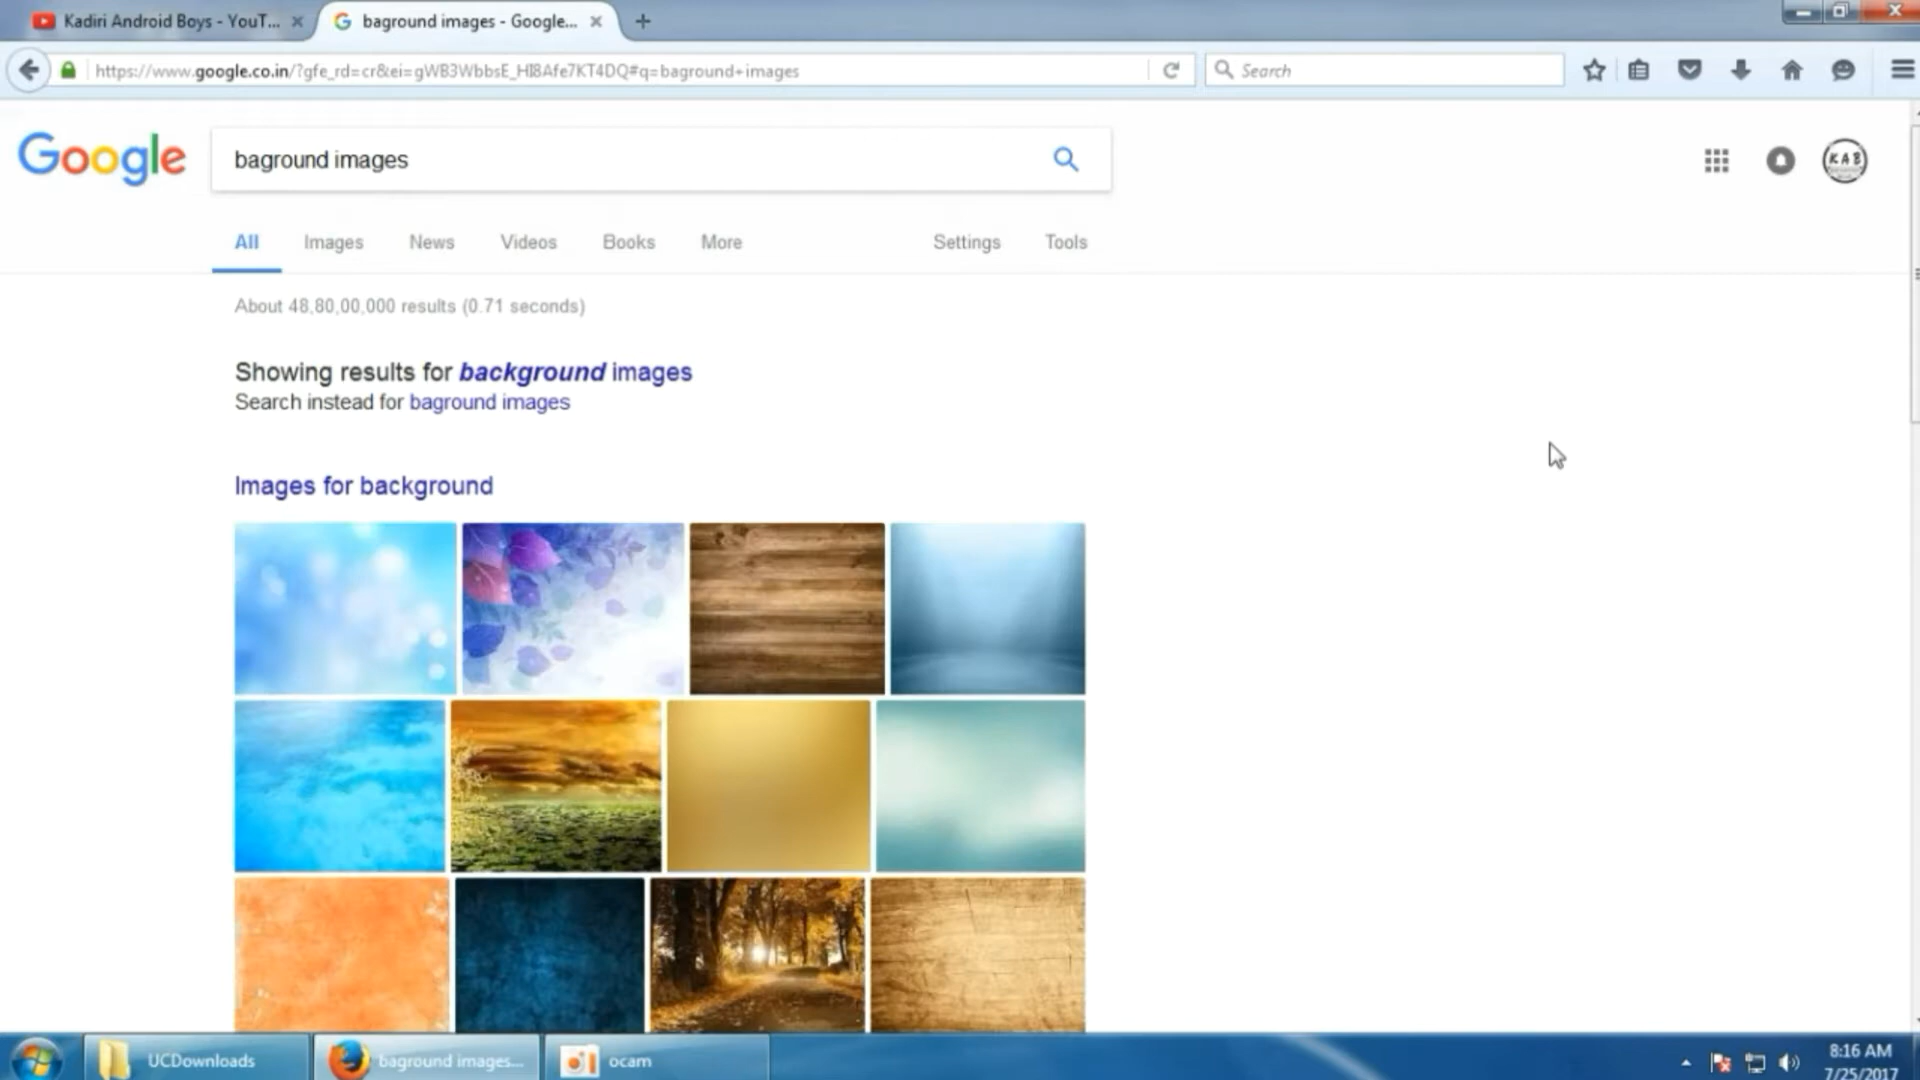 Kadiri Android Boys - YouT...
baground images - Google...
https://www.google.co.in/?gfe_rd=cr&ei=gWB3WbbsE_HI8Afe7KT4DQ#q=baground+images
Search
Google
baground images
KAB
All Images News Videos Books More Settings Tools
About 48,80,00,000 results (0.71 seconds)
Showing results for background images
Search instead for baground images
Images for background
UCDownloads
baground images...
ocam
8:16 AM
7/25/2017